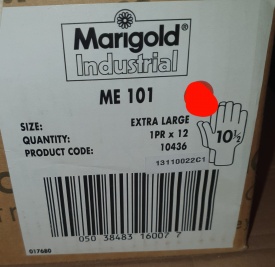 Marigold
Industrial
ME 101
SIZE: EXTRA LARGE
QUANTITY: 1PR x 12
PRODUCT CODE: 10436
10½
13110022C1
050 38483 16007 7
017680